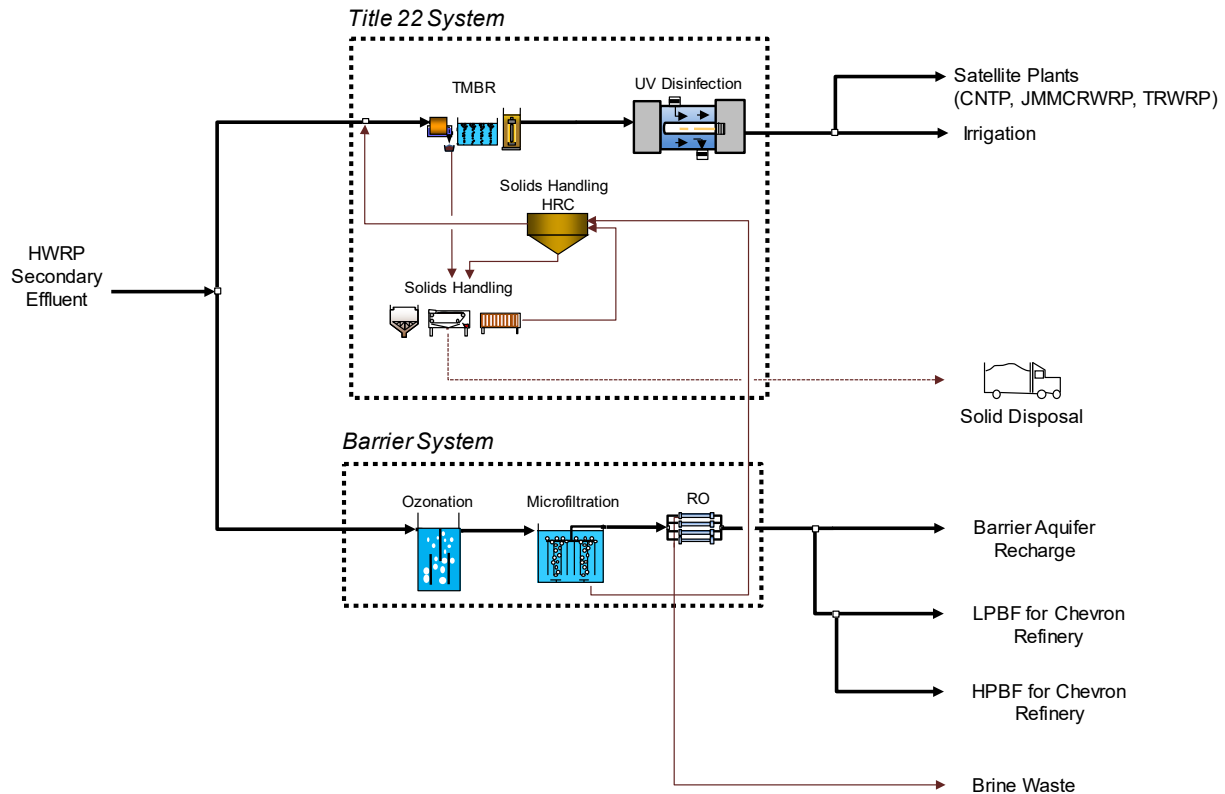 Title 22 System
TMBR
UV Disinfection
Satellite Plants
(CNTP, JMMCRWRP, TRWRP)
Irrigation
Solids Handling
HRC
HWRP
Secondary
Effluent
Solids Handling
Solid Disposal
Barrier System
Ozonation
Microfiltration
RO
Barrier Aquifer
Recharge
LPBF for Chevron
Refinery
HPBF for Chevron
Refinery
Brine Waste